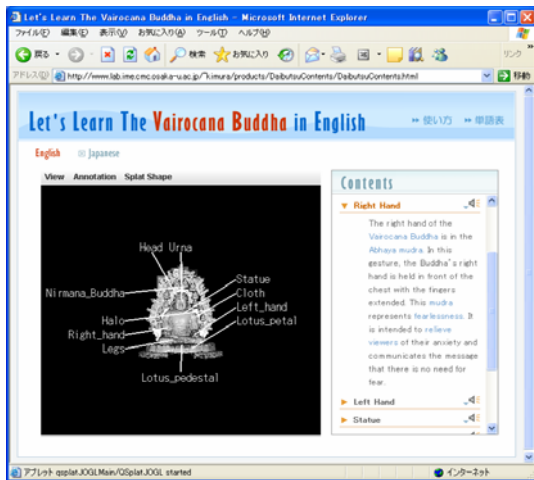 Let's Learn The Vairocana Buddha in English - Microsoft Internet Explorer
ファイル(F) 編集(E) 表示(V) お気に入り(A) ツール(T) ヘルプ(H)
戻る 検索 お気に入り リンク
アドレス(D) http://www.lab.ime.cmc.osaka-u.ac.jp/~kimura/products/DaibutsuContents/DaibutsuContents.html 移動
Let's Learn The Vairocana Buddha in English
使い方 単語表
English Japanese
View Annotation Splat Shape
Head Urna
Nirmana_Buddha
Statue
Cloth
Halo
Left_hand
Right_hand
Lotus_petal
Legs
Lotus_pedestal
Contents
Right Hand
The right hand of the
Vairocana Buddha is in the
Abhaya mudra. In this
gesture, the Buddha's right
hand is held in front of the
chest with the fingers
extended. This mudra
represents fearlessness. It
is intended to relieve
viewers of their anxiety and
communicates the message
that there is no need for
fear.
Left Hand
Statue
アプレット qsplat.JOGLMain/QSplatJOGL started インターネット